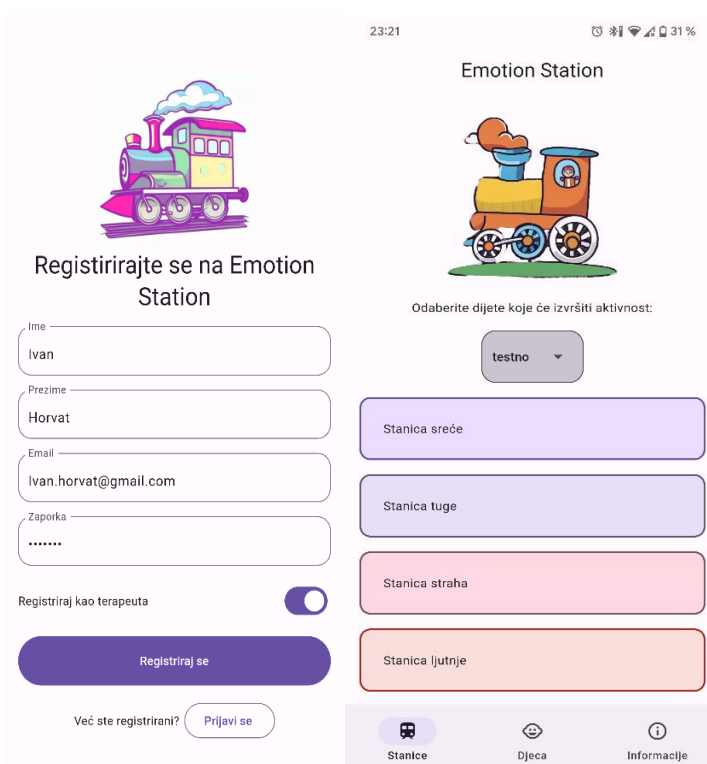 Registirirajte se na Emotion
Station
Ime
Ivan
Prezime
Horvat
Email
Ivan.horvat@gmail.com
Zaporka
•••••••
Registriraj kao terapeuta
Registriraj se
Već ste registrirani? Prijavi se
23:21 31 %
Emotion Station
Odaberite dijete koje će izvršiti aktivnost:
testno
Stanica sreće
Stanica tuge
Stanica straha
Stanica ljutnje
Stanice Djeca Informacije